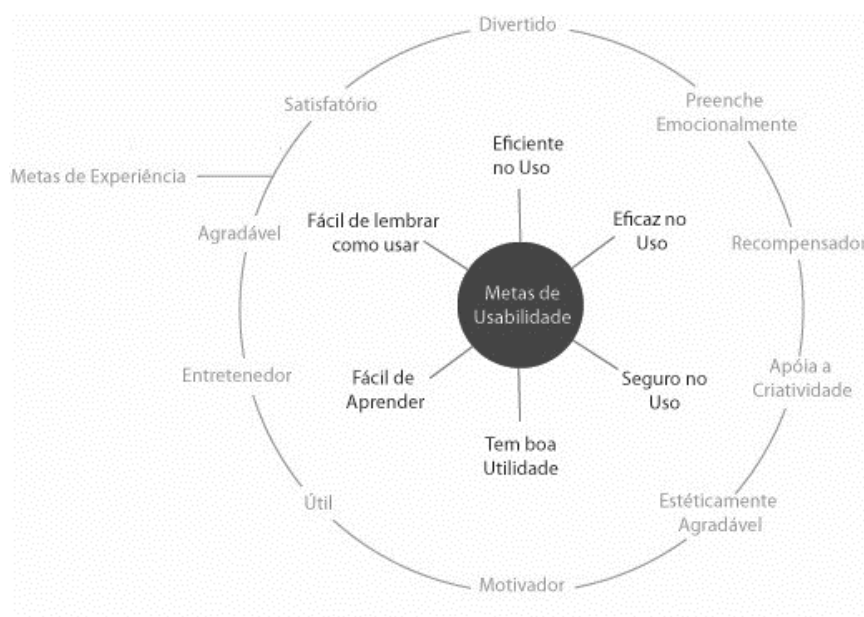 Divertido
Satisfatório
Preenche
Emocionalmente
Eficiente
no Uso
Metas de Experiência
Fácil de lembrar
como usar
Eficaz no
Uso
Agradável
Recompensador
Metas de
Usabilidade
Entretenedor
Fácil de
Aprender
Seguro no
Uso
Apóia a
Criatividade
Tem boa
Utilidade
Útil
Estéticamente
Agradável
Motivador